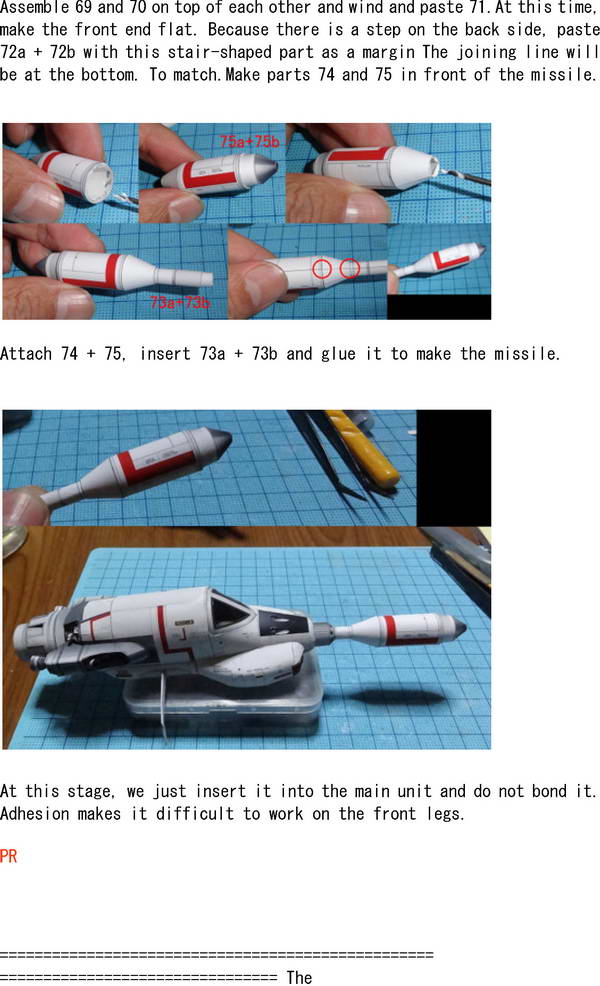 Assemble 69 and 70 on top of each other and wind and paste 71.At this time,
make the front end flat. Because there is a step on the back side, paste
72a + 72b with this stair-shaped part as a margin The joining line will
be at the bottom. To match.Make parts 74 and 75 in front of the missile.
75a+75b
73a+73b
Attach 74 + 75, insert 73a + 73b and glue it to make the missile.
At this stage, we just insert it into the main unit and do not bond it.
Adhesion makes it difficult to work on the front legs.
PR
==================================================
================================ The